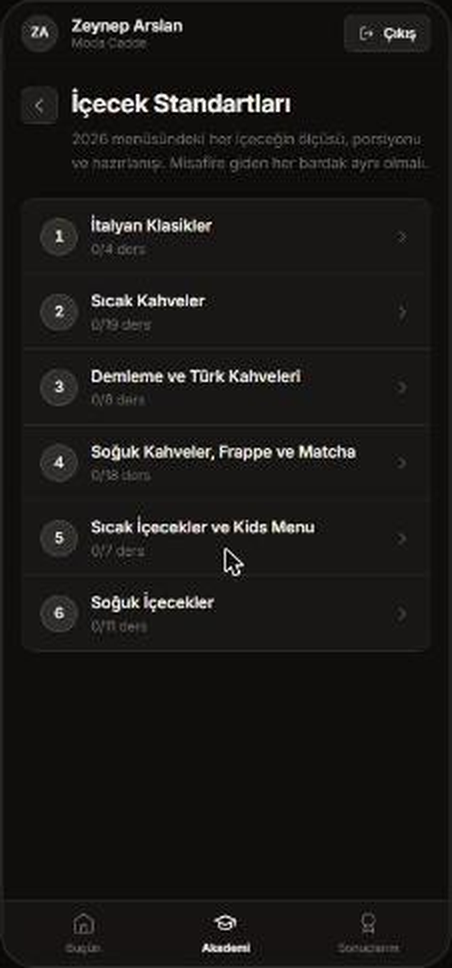 ZA
Zeynep Arslan
Moda Cadde
Çıkış
İçecek Standartları
2026 menüsündeki her içeceğin ölçüsü, porsiyonu
ve hazırlanışı. Misafire giden her bardak aynı olmalı.
1
İtalyan Klasikler
0/4 ders
2
Sıcak Kahveler
0/19 ders
3
Demleme ve Türk Kahveleri
0/8 ders
4
Soğuk Kahveler, Frappe ve Matcha
0/18 ders
5
Sıcak İçecekler ve Kids Menu
0/7 ders
6
Soğuk İçecekler
0/11 ders
Bugün
Akademi
Sonuçlarım